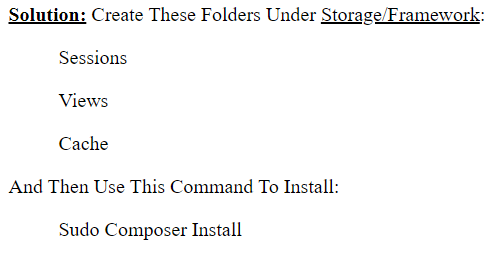 Solution: Create These Folders Under Storage/Framework:
Sessions
Views
Cache
And Then Use This Command To Install:
Sudo Composer Install